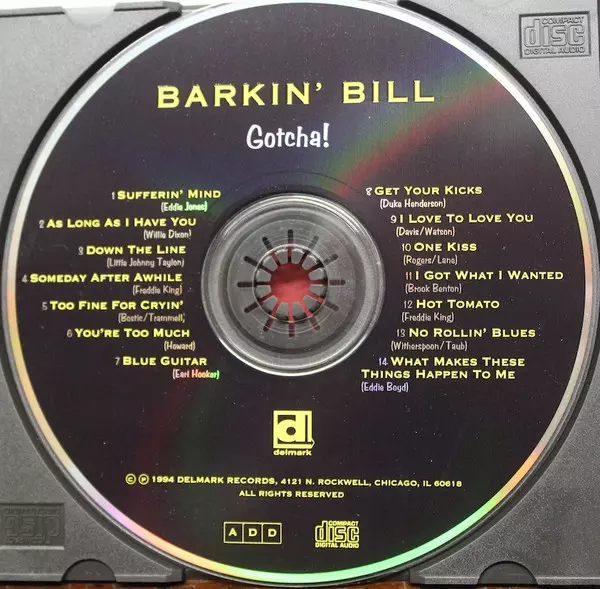 COMPACT
disc
DIGITAL AUDIO
BARKIN' BILL
Gotcha!
1 SUFFERIN' MIND
(Eddie Jones)
2 AS LONG AS I HAVE YOU
(Willie Dixon)
3 DOWN THE LINE
(Little Johnny Taylon)
4 SOMEDAY AFTER AWHILE
(Freddie King)
5 TOO FINE FOR CRYIN'
(Bostic/Trammell)
6 YOU'RE TOO MUCH
(Howard)
7 BLUE GUITAR
(Earl Hooker)
8 GET YOUR KICKS
(Duke Henderson)
9 I LOVE TO LOVE YOU
(Davis/Watson)
10 ONE KISS
(Rogers/Lane)
11 I GOT WHAT I WANTED
(Brook Benton)
12 HOT TOMATO
(Freddie King)
13 NO ROLLIN' BLUES
(Witherspoon/Taub)
14 WHAT MAKES THESE
THINGS HAPPEN TO ME
(Eddie Boyd)
d
delmark
© ℗ 1994 DELMARK RECORDS, 4121 N. ROCKWELL, CHICAGO, IL 60618
ALL RIGHTS RESERVED
A D D
COMPACT
disc
DIGITAL AUDIO